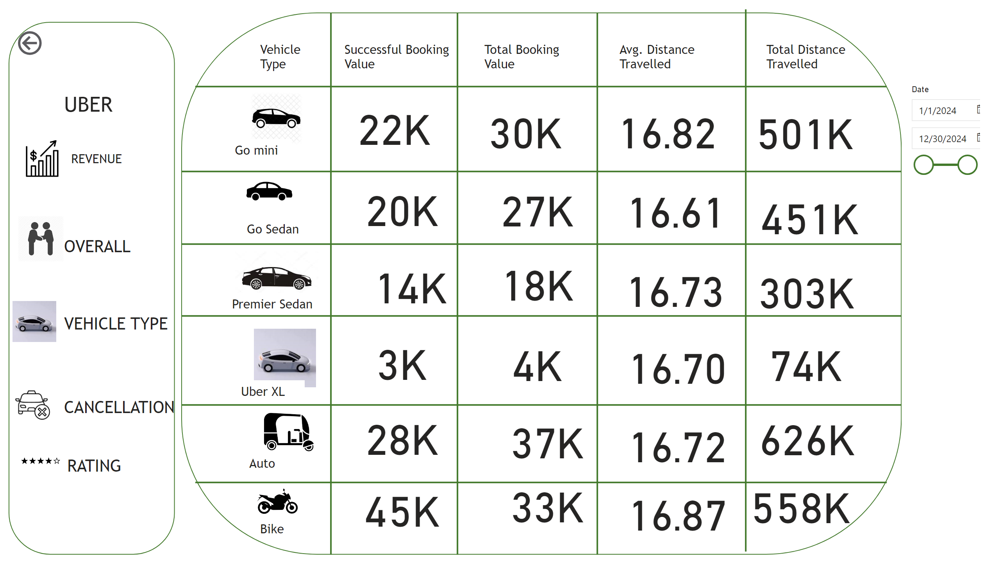 UBER
REVENUE
OVERALL
VEHICLE TYPE
CANCELLATION
RATING
Vehicle
Type
Successful Booking
Value
Total Booking
Value
Avg. Distance
Travelled
Total Distance
Travelled
Go mini
22K
30K
16.82
501K
Go Sedan
20K
27K
16.61
451K
Premier Sedan
14K
18K
16.73
303K
Uber XL
3K
4K
16.70
74K
Auto
28K
37K
16.72
626K
Bike
45K
33K
16.87
558K
Date
1/1/2024
12/30/2024